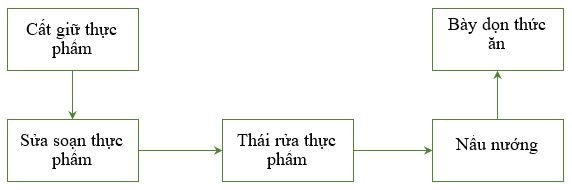 Cất giữ thực
phẩm
Bày dọn thức
ăn
Sửa soạn thực
phẩm
Thái rửa thực
phẩm
Nấu nướng